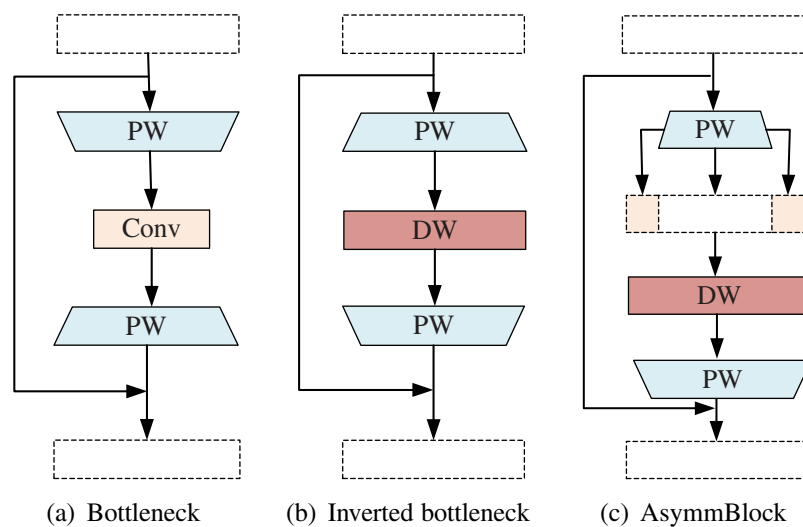 PW
Conv
PW
(a) Bottleneck
PW
DW
PW
(b) Inverted bottleneck
PW
DW
PW
(c) AsymmBlock